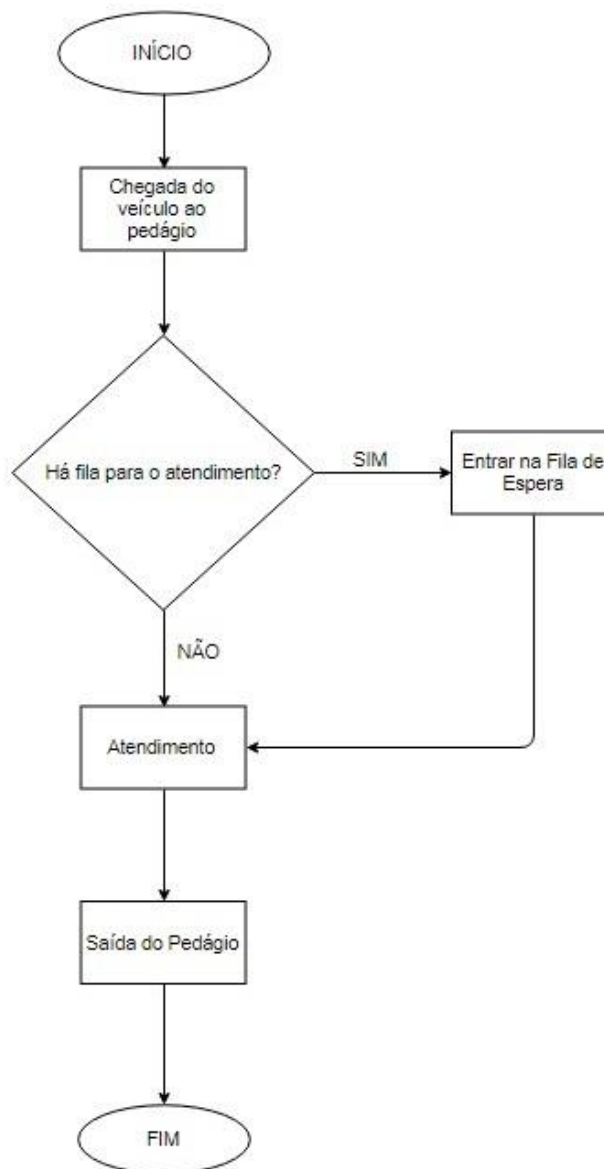 INÍCIO
Chegada do
veículo ao
pedágio
Há fila para o atendimento?
SIM
Entrar na Fila de
Espera
NÃO
Atendimento
Saída do Pedágio
FIM